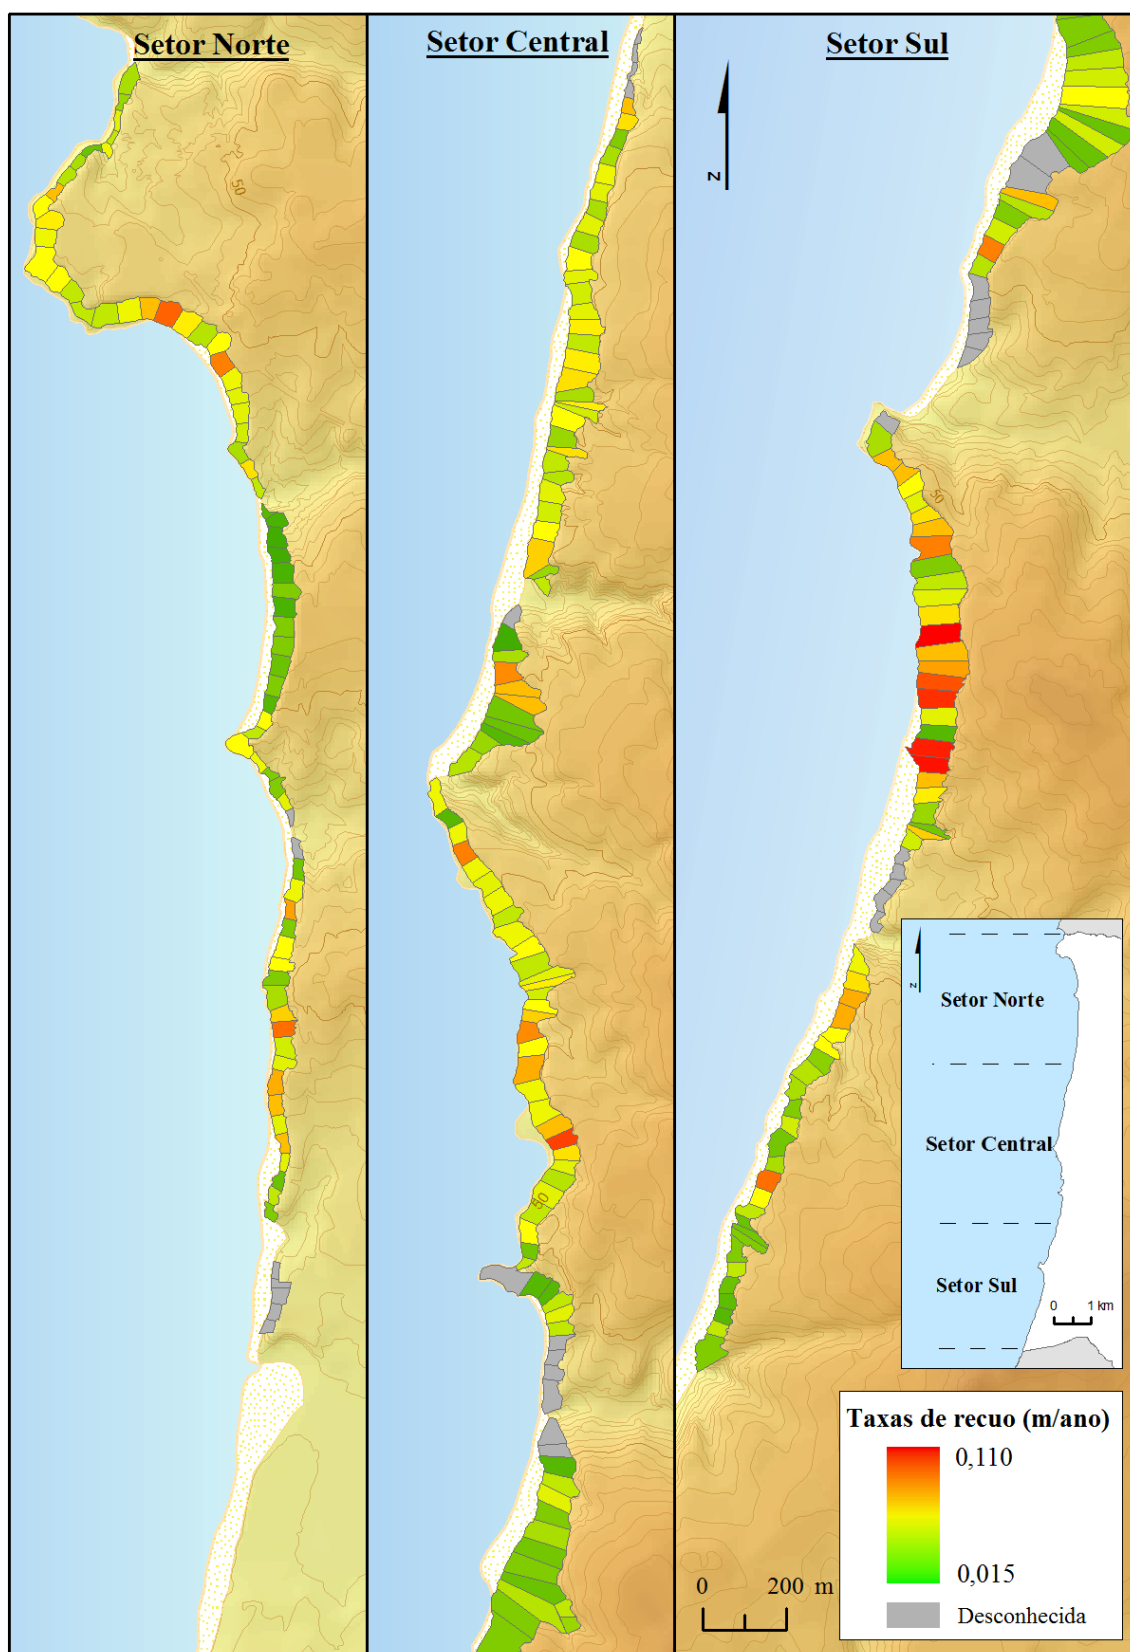 Setor Norte
Setor Central
Setor Sul
N
50
50
50
N
Setor Norte
Setor Central
Setor Sul
0 1 km
Taxas de recuo (m/ano)
0,110
0,015
Desconhecida
0 200 m